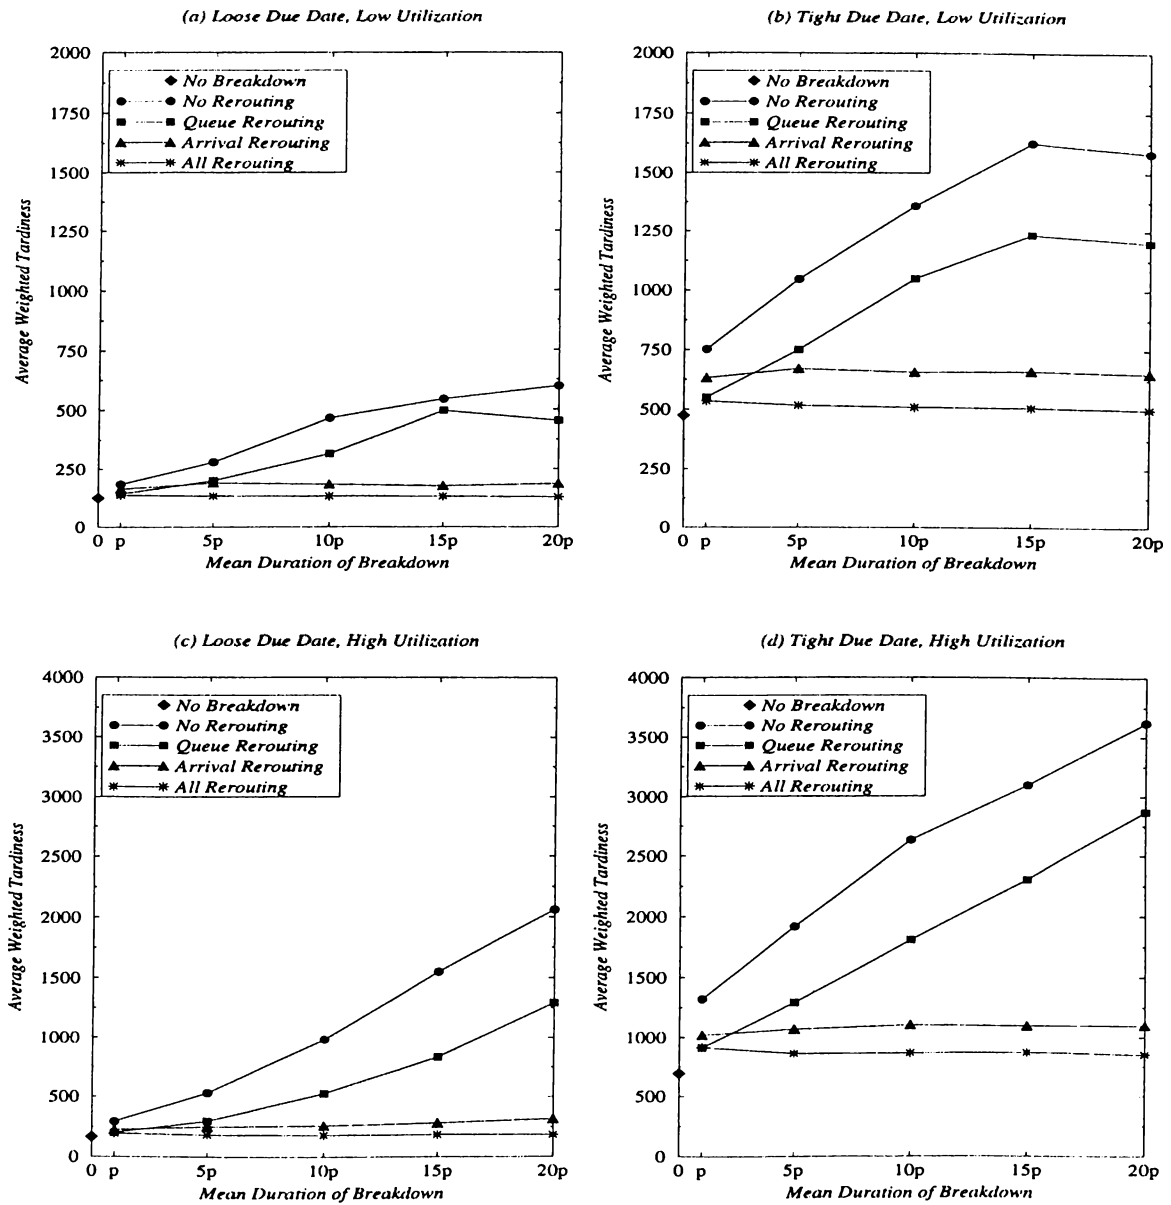 (a) Loose Due Date, Low Utilization
2000
1750
1500
1250
1000
750
500
250
0
Average Weighted Tardiness
No Breakdown
No Rerouting
Queue Rerouting
Arrival Rerouting
All Rerouting
0 p 5p 10p 15p 20p
Mean Duration of Breakdown
(b) Tight Due Date, Low Utilization
2000
1750
1500
1250
1000
750
500
250
0
Average Weighted Tardiness
No Breakdown
No Rerouting
Queue Rerouting
Arrival Rerouting
All Rerouting
0 p 5p 10p 15p 20p
Mean Duration of Breakdown
(c) Loose Due Date, High Utilization
4000
3500
3000
2500
2000
1500
1000
500
0
Average Weighted Tardiness
No Breakdown
No Rerouting
Queue Rerouting
Arrival Rerouting
All Rerouting
0 p 5p 10p 15p 20p
Mean Duration of Breakdown
(d) Tight Due Date, High Utilization
4000
3500
3000
2500
2000
1500
1000
500
0
Average Weighted Tardiness
No Breakdown
No Rerouting
Queue Rerouting
Arrival Rerouting
All Rerouting
0 p 5p 10p 15p 20p
Mean Duration of Breakdown